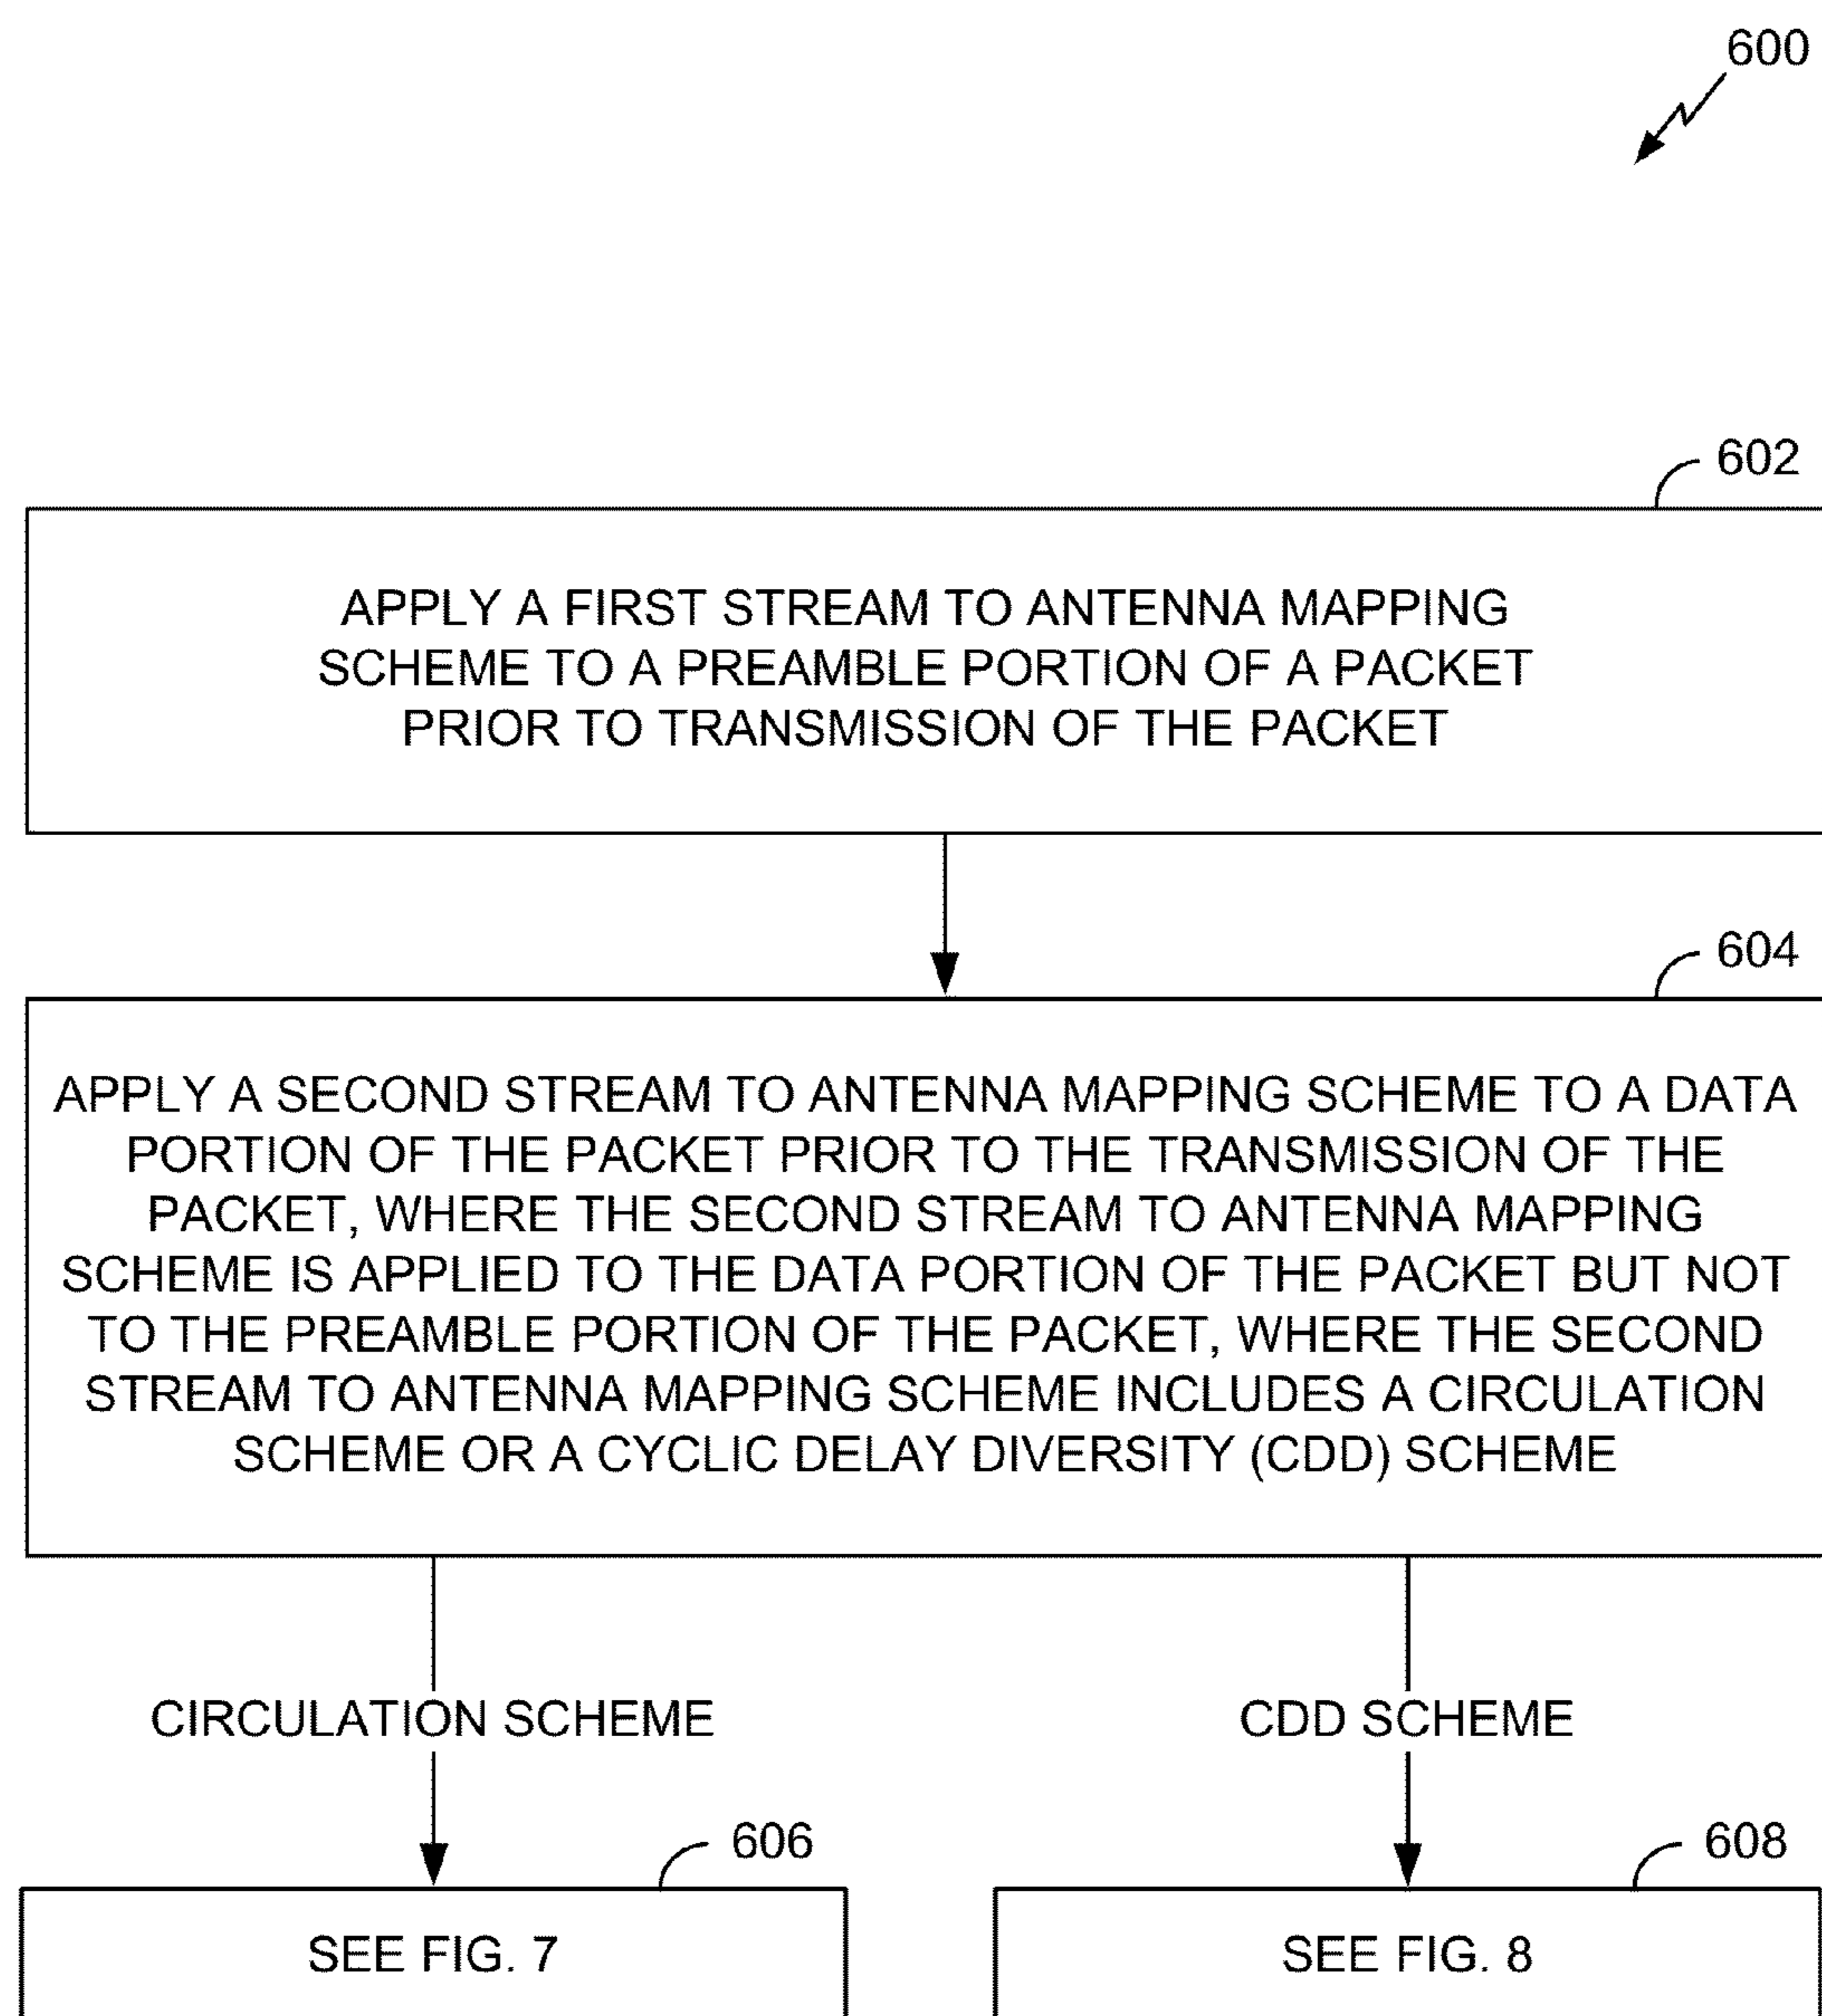 600
602
APPLY A FIRST STREAM TO ANTENNA MAPPING
SCHEME TO A PREAMBLE PORTION OF A PACKET
PRIOR TO TRANSMISSION OF THE PACKET
604
APPLY A SECOND STREAM TO ANTENNA MAPPING SCHEME TO A DATA
PORTION OF THE PACKET PRIOR TO THE TRANSMISSION OF THE
PACKET, WHERE THE SECOND STREAM TO ANTENNA MAPPING
SCHEME IS APPLIED TO THE DATA PORTION OF THE PACKET BUT NOT
TO THE PREAMBLE PORTION OF THE PACKET, WHERE THE SECOND
STREAM TO ANTENNA MAPPING SCHEME INCLUDES A CIRCULATION
SCHEME OR A CYCLIC DELAY DIVERSITY (CDD) SCHEME
CIRCULATION SCHEME
CDD SCHEME
606
608
SEE FIG. 7
SEE FIG. 8